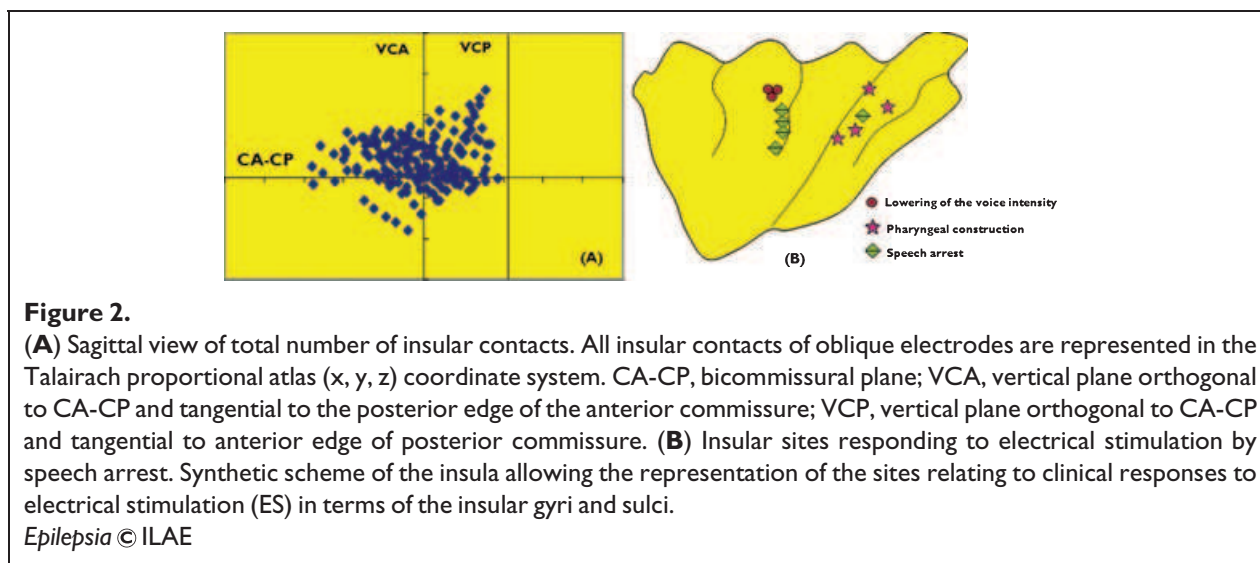 VCA VCP
CA-CP
(A)
Lowering of the voice intensity
Pharyngeal construction
Speech arrest
(B)
Figure 2.
(A) Sagittal view of total number of insular contacts. All insular contacts of oblique electrodes are represented in the
Talairach proportional atlas (x, y, z) coordinate system. CA-CP, bicommissural plane; VCA, vertical plane orthogonal
to CA-CP and tangential to the posterior edge of the anterior commissure; VCP, vertical plane orthogonal to CA-CP
and tangential to anterior edge of posterior commissure. (B) Insular sites responding to electrical stimulation by
speech arrest. Synthetic scheme of the insula allowing the representation of the sites relating to clinical responses to
electrical stimulation (ES) in terms of the insular gyri and sulci.
Epilepsia © ILAE